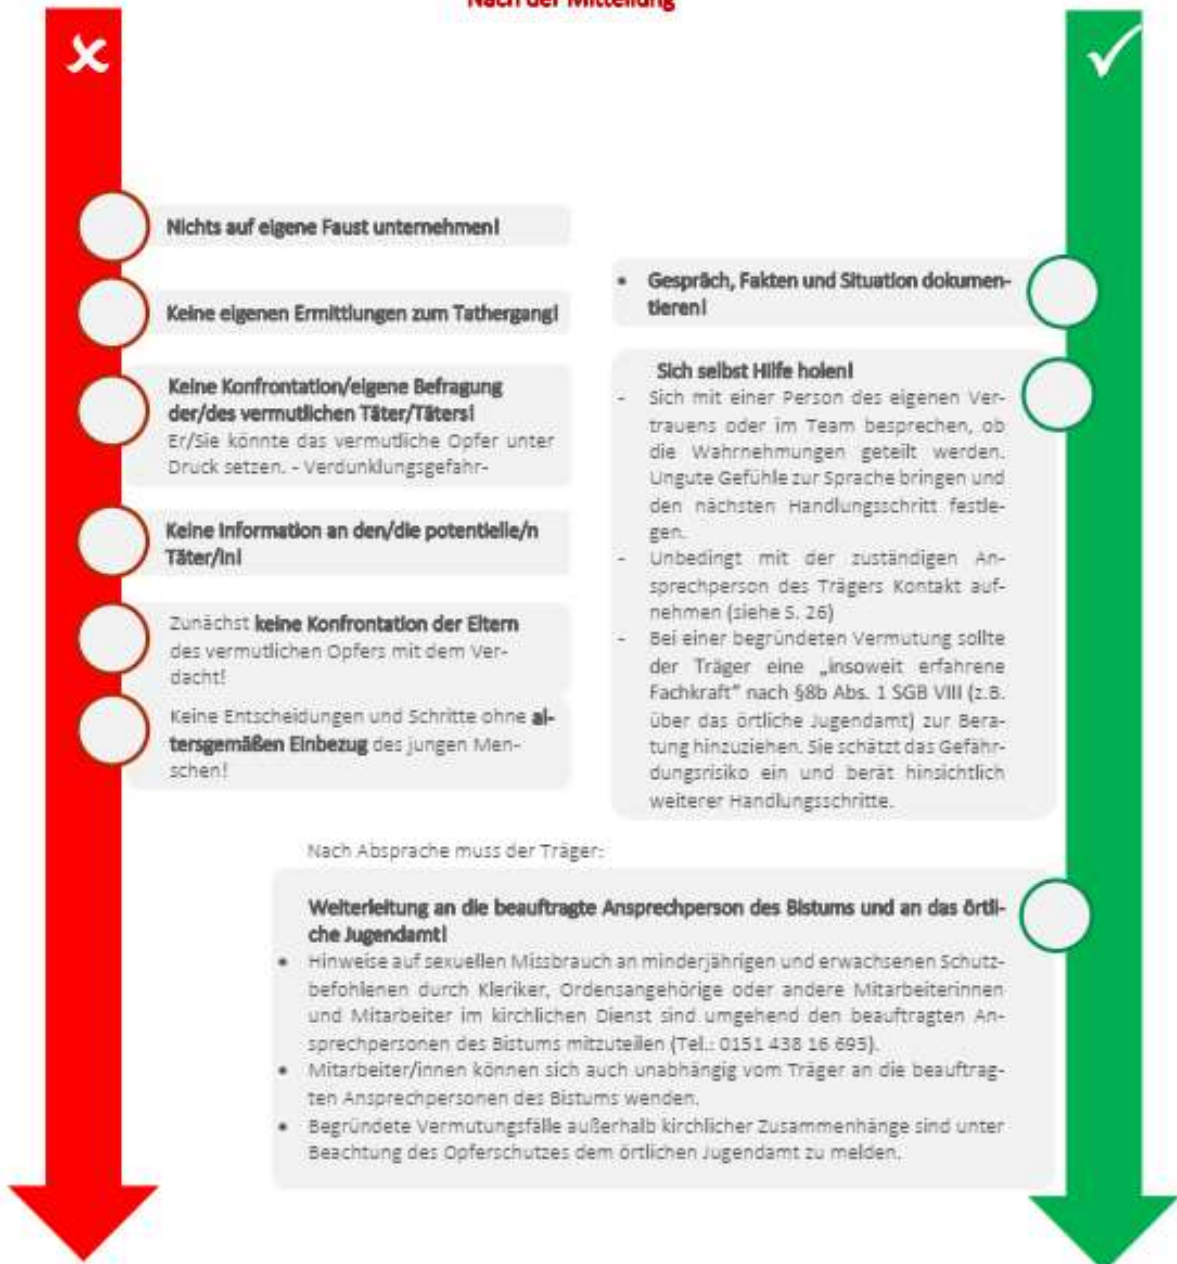 Nach der Mitteilung
Nichts auf eigene Faust unternehmen!
Keine eigenen Ermittlungen zum Tathergang!
Keine Konfrontation/eigene Befragung
der/des vermutlichen Täter/Täters!
Er/Sie könnte das vermutliche Opfer unter
Druck setzen. - Verdunklungsgefahr-
Keine Information an den/die potentielle/n
Täter/in!
Zunächst keine Konfrontation der Eltern
des vermutlichen Opfers mit dem Ver-
dacht!
Keine Entscheidungen und Schritte ohne al-
tersgemäßen Einbezug des jungen Men-
schen!
• Gespräch, Fakten und Situation dokumen-
tieren!
Sich selbst Hilfe holen!
- Sich mit einer Person des eigenen Ver-
trauens oder im Team besprechen, ob
die Wahrnehmungen geteilt werden.
Ungute Gefühle zur Sprache bringen und
den nächsten Handlungsschritt festle-
gen.
- Unbedingt mit der zuständigen An-
sprechperson des Trägers Kontakt auf-
nehmen (siehe S. 26)
- Bei einer begründeten Vermutung sollte
der Träger eine „insoweit erfahrene
Fachkraft" nach §8b Abs. 1 SGB VIII (z.B.
über das örtliche Jugendamt) zur Bera-
tung hinzuziehen. Sie schätzt das Gefähr-
dungsrisiko ein und berät hinsichtlich
weiterer Handlungsschritte.
Nach Absprache muss der Träger:
Weiterleitung an die beauftragte Ansprechperson des Bistums und an das örtli-
che Jugendamt!
• Hinweise auf sexuellen Missbrauch an minderjährigen und erwachsenen Schutz-
befohlenen durch Kleriker, Ordensangehörige oder andere Mitarbeiterinnen
und Mitarbeiter im kirchlichen Dienst sind umgehend den beauftragten An-
sprechpersonen des Bistums mitzuteilen (Tel.: 0151 438 16 695).
• Mitarbeiter/innen können sich auch unabhängig vom Träger an die beauftrag-
ten Ansprechpersonen des Bistums wenden.
• Begründete Vermutungsfälle außerhalb kirchlicher Zusammenhänge sind unter
Beachtung des Opferschutzes dem örtlichen Jugendamt zu melden.